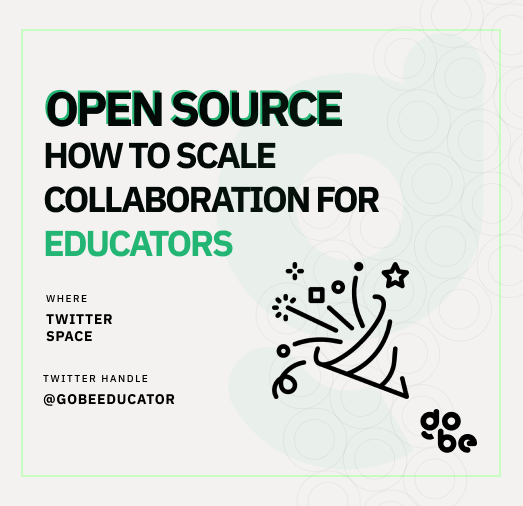 OPEN SOURCE
HOW TO SCALE
COLLABORATION FOR
EDUCATORS
WHERE
TWITTER
SPACE
TWITTER HANDLE
@GOBEEDUCATOR
go
be